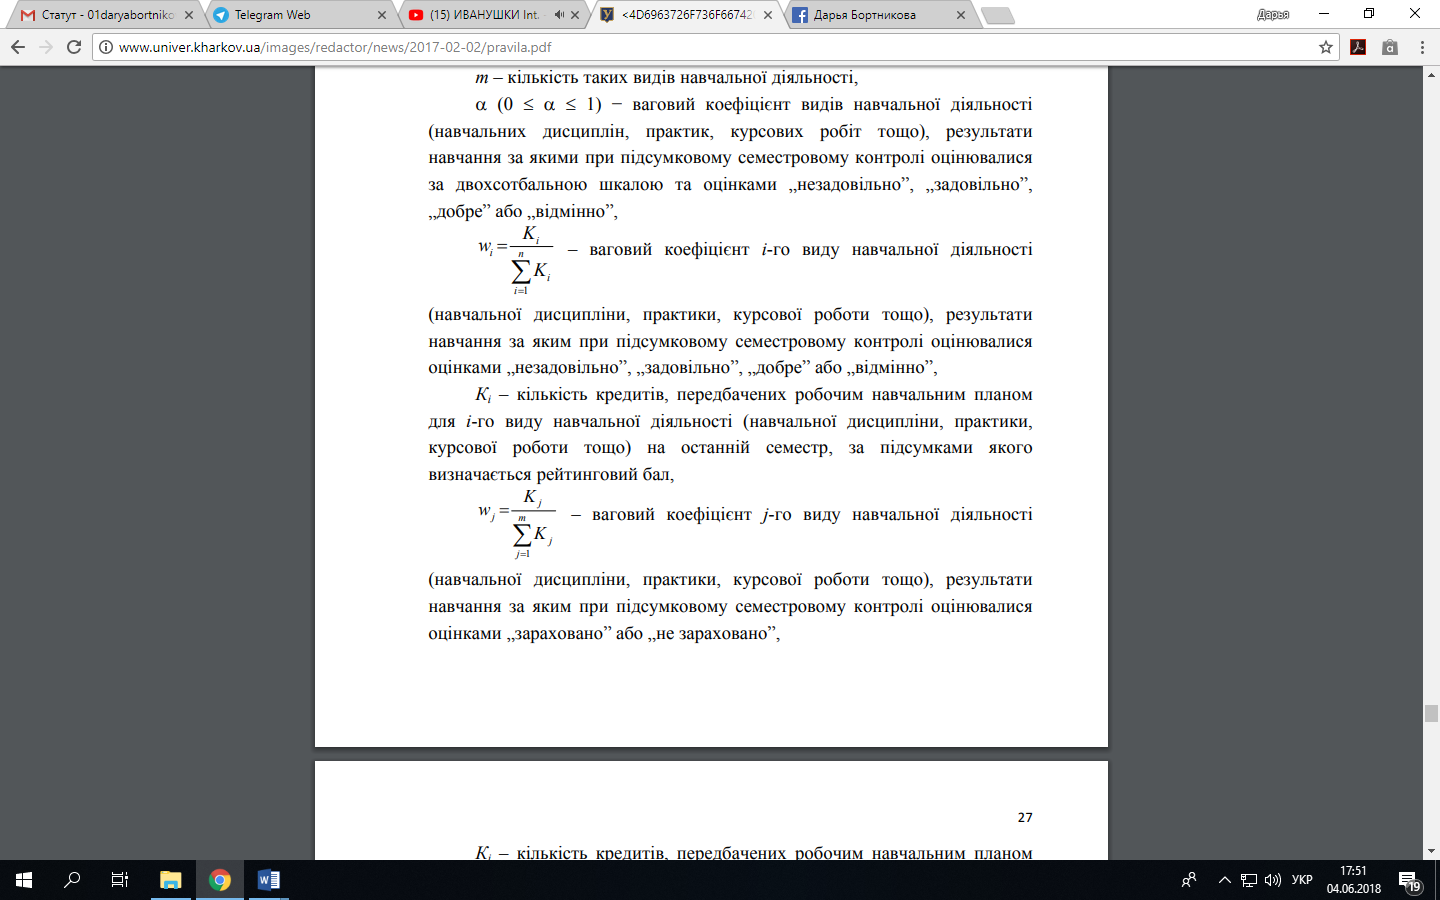 Статут - 01daryabortniko
Telegram Web
(15) ИВАНУШКИ Int.
<4D6963726F736F66742
Дарья Бортникова
Дарья
www.univer.kharkov.ua/images/redactor/news/2017-02-02/pravila.pdf
m – кількість таких видів навчальної діяльності,
α (0 ≤ α ≤ 1) − ваговий коефіцієнт видів навчальної діяльності
(навчальних дисциплін, практик, курсових робіт тощо), результати
навчання за якими при підсумковому семестровому контролі оцінювалися
за двохсотбальною шкалою та оцінками „незадовільно”, „задовільно”,
„добре” або „відмінно”,
w_i = K_i / ∑_{i=1}^{n} K_i – ваговий коефіцієнт i-го виду навчальної діяльності
(навчальної дисципліни, практики, курсової роботи тощо), результати
навчання за яким при підсумковому семестровому контролі оцінювалися
оцінками „незадовільно”, „задовільно”, „добре” або „відмінно”,
K_i – кількість кредитів, передбачених робочим навчальним планом
для i-го виду навчальної діяльності (навчальної дисципліни, практики,
курсової роботи тощо) на останній семестр, за підсумками якого
визначається рейтинговий бал,
w_j = K_j / ∑_{j=1}^{m} K_j – ваговий коефіцієнт j-го виду навчальної діяльності
(навчальної дисципліни, практики, курсової роботи тощо), результати
навчання за яким при підсумковому семестровому контролі оцінювалися
оцінками „зараховано” або „не зараховано”,
27
K_j – кількість кредитів, передбачених робочим навчальним планом
УКР
17:51
04.06.2018
19